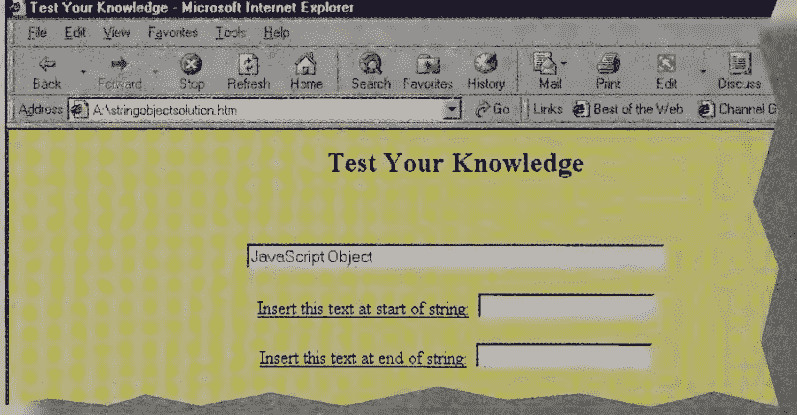 Test Your Knowledge - Microsoft Internet Explorer
File Edit View Favorites Tools Help
Back Forward Stop Refresh Home Search Favorites History Mail Print Edit Discuss
Address A:\stringobjectsolution.htm Go Links Best of the Web Channel G
Test Your Knowledge
JavaScript Object
Insert this text at start of string:
Insert this text at end of string: